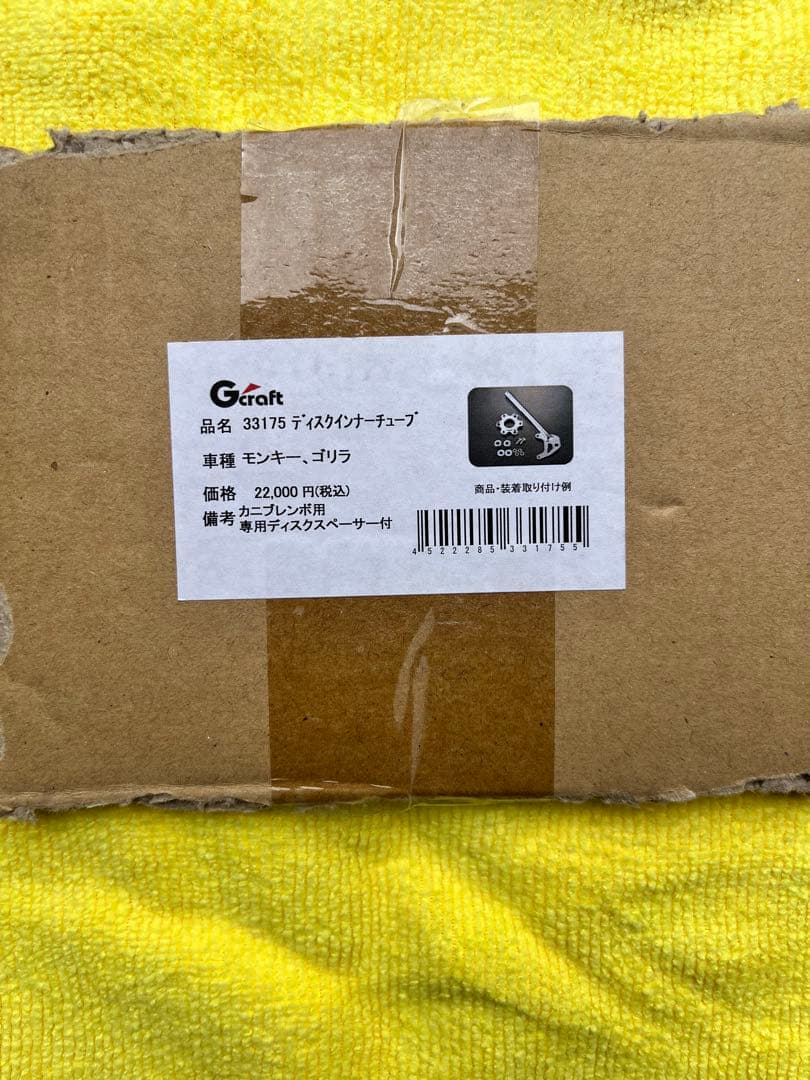 Gcraft
品名 33175 ﾃﾞｨｽｸインナーチューブ
車種 モンキー、ゴリラ
価格 22,000 円(税込)
備考 カニブレンボ用
専用ディスクスペーサー付
商品・装着取り付け例
4522285331755